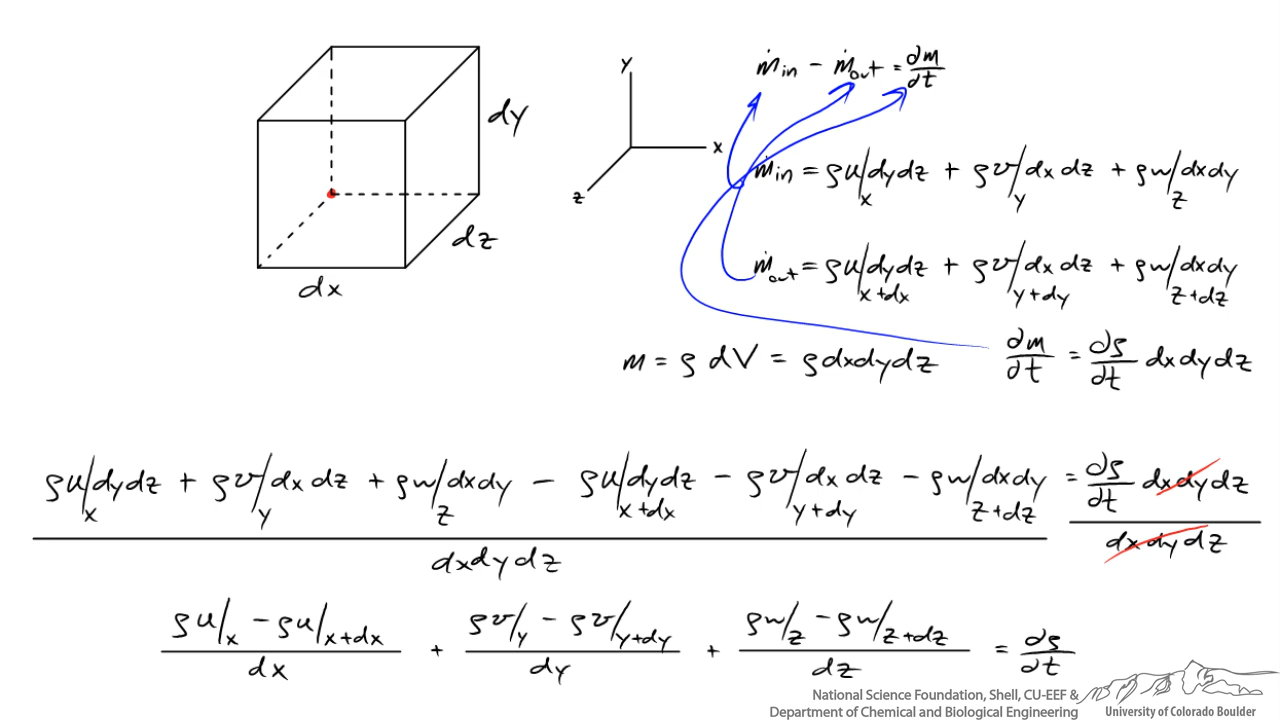 y
ṁin − ṁout = ∂m/∂t
dy
x
ṁin = ρu|x dydz + ρv|y dxdz + ρw|z dxdy
z
dz
ṁout = ρu|x+dx dydz + ρv|y+dy dxdz + ρw|z+dz dxdy
dx
m = ρ dV = ρdxdydz ∂m/∂t = ∂ρ/∂t dxdydz
ρu|x dydz + ρv|y dxdz + ρw|z dxdy − ρu|x+dx dydz − ρv|y+dy dxdz − ρw|z+dz dxdy = ∂ρ/∂t dxdydz
dxdydz dxdydz
ρu|x − ρu|x+dx / dx + ρv|y − ρv|y+dy / dy + ρw|z − ρw|z+dz / dz = ∂ρ/∂t
National Science Foundation, Shell, CU-EEF &
Department of Chemical and Biological Engineering
University of Colorado Boulder